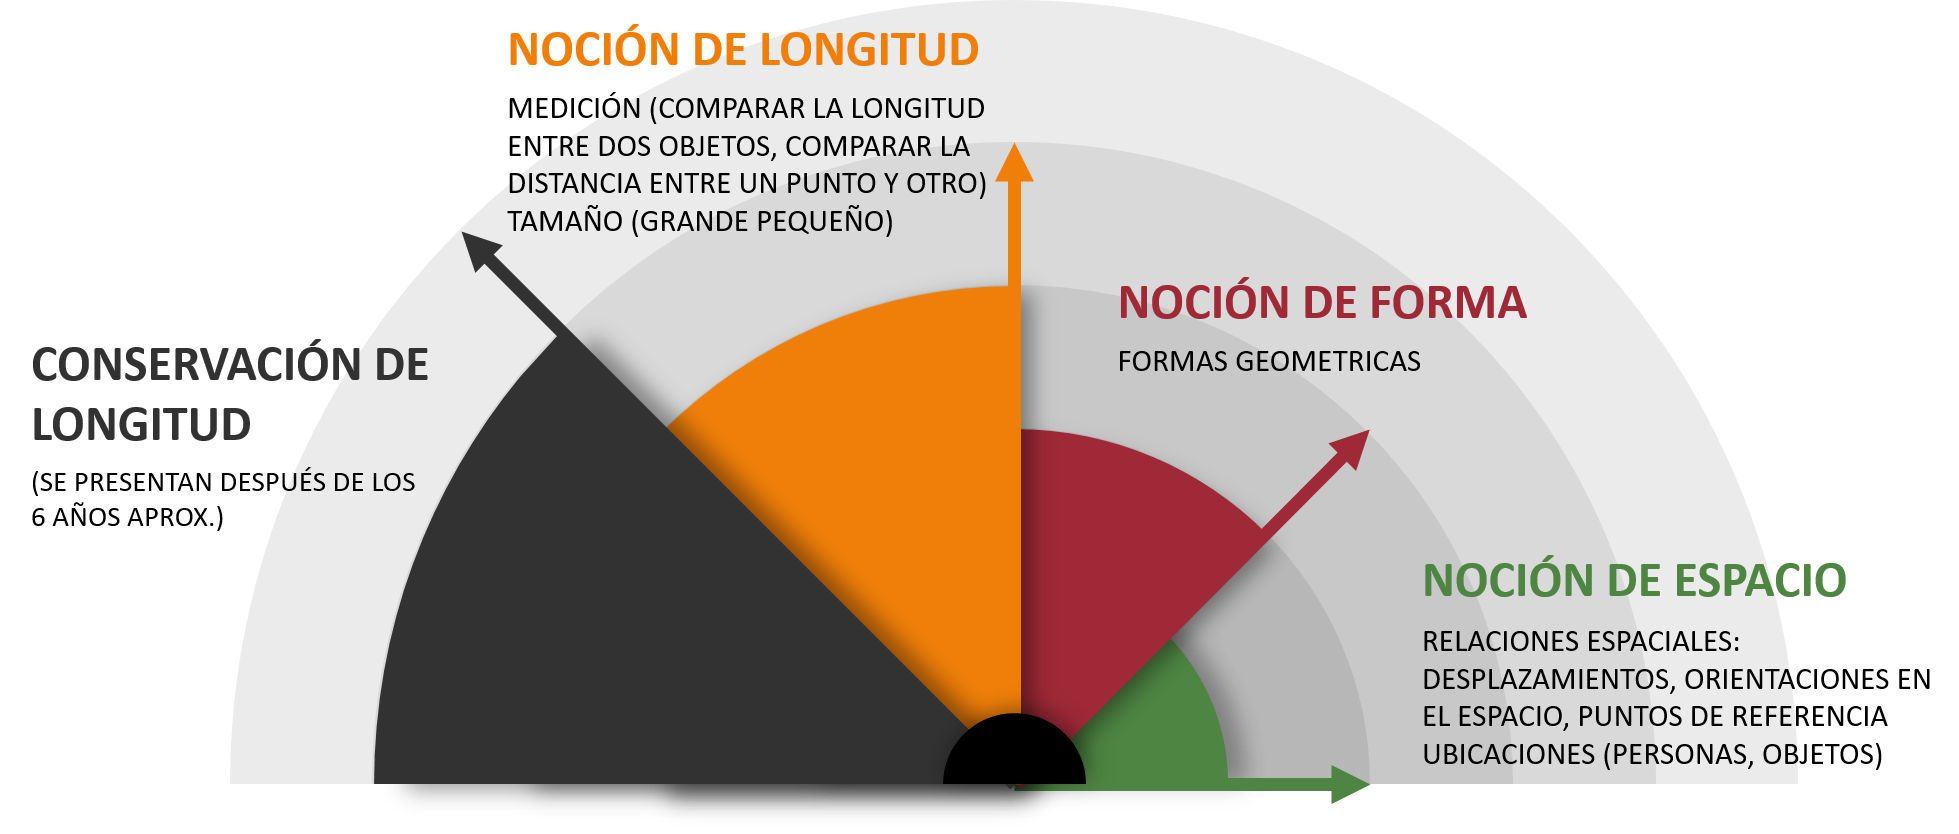 NOCIÓN DE LONGITUD
MEDICIÓN (COMPARAR LA LONGITUD
ENTRE DOS OBJETOS, COMPARAR LA
DISTANCIA ENTRE UN PUNTO Y OTRO)
TAMAÑO (GRANDE PEQUEÑO)
NOCIÓN DE FORMA
FORMAS GEOMETRICAS
CONSERVACIÓN DE
LONGITUD
(SE PRESENTAN DESPUÉS DE LOS
6 AÑOS APROX.)
NOCIÓN DE ESPACIO
RELACIONES ESPACIALES:
DESPLAZAMIENTOS, ORIENTACIONES EN
EL ESPACIO, PUNTOS DE REFERENCIA
UBICACIONES (PERSONAS, OBJETOS)